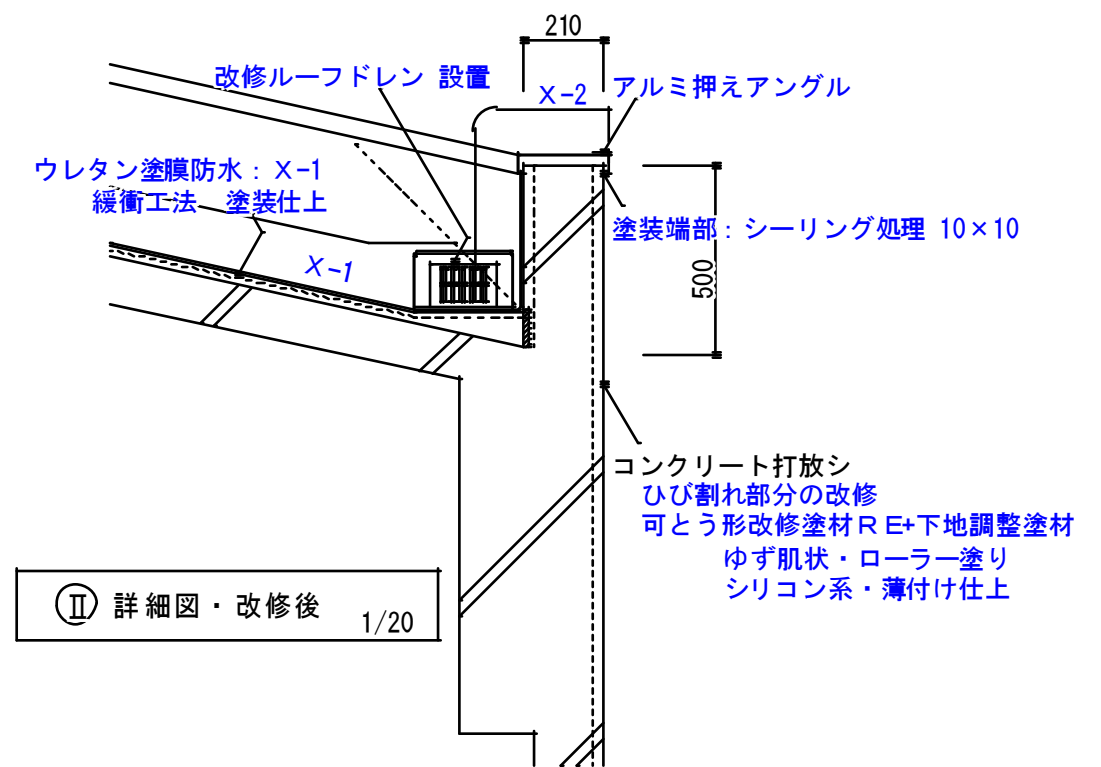 210
改修ルーフドレン 設置
X-2
アルミ押えアングル
ウレタン塗膜防水：X-1
緩衝工法　塗装仕上
X-1
塗装端部：シーリング処理 10×10
500
コンクリート打放シ
ひび割れ部分の改修
可とう形改修塗材RE+下地調整塗材
ゆず肌状・ローラー塗り
シリコン系・薄付け仕上
Ⅱ 詳細図・改修後 1/20